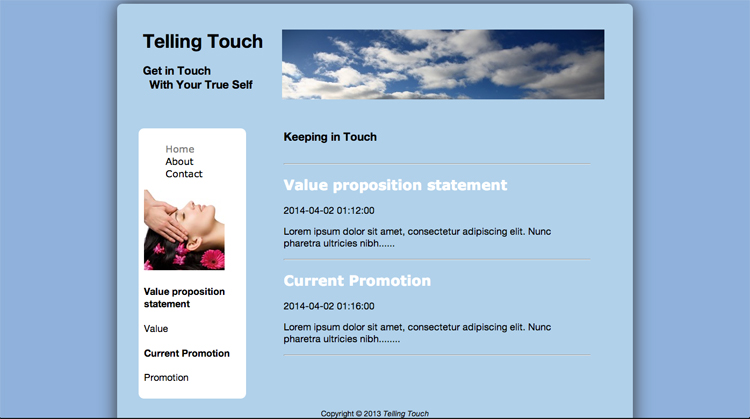 Telling Touch
Get in Touch
With Your True Self
Home
About
Contact
Value proposition
statement
Value
Current Promotion
Promotion
Keeping in Touch
Value proposition statement
2014-04-02 01:12:00
Lorem ipsum dolor sit amet, consectetur adipiscing elit. Nunc
pharetra ultricies nibh......
Current Promotion
2014-04-02 01:16:00
Lorem ipsum dolor sit amet, consectetur adipiscing elit. Nunc
pharetra ultricies nibh........
Copyright © 2013 Telling Touch